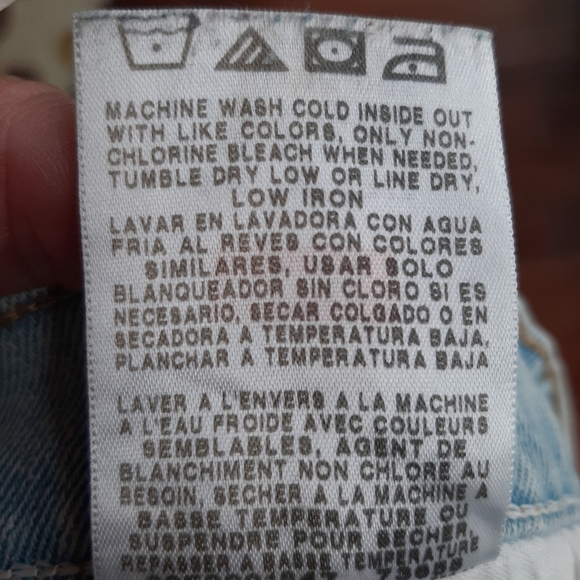 MACHINE WASH COLD INSIDE OUT
WITH LIKE COLORS, ONLY NON-
CHLORINE BLEACH WHEN NEEDED,
TUMBLE DRY LOW OR LINE DRY,
LOW IRON
LAVAR EN LAVADORA CON AGUA
FRIA AL REVES CON COLORES
SIMILARES, USAR SOLO
BLANQUEADOR SIN CLORO SI ES
NECESARIO, SECAR COLGADO O EN
SECADORA A TEMPERATURA BAJA,
PLANCHAR A TEMPERATURA BAJA
LAVER A L'ENVERS A LA MACHINE
A L'EAU FROIDE AVEC COULEURS
SEMBLABLES, AGENT DE
BLANCHIMENT NON CHLORE AU
BESOIN, SECHER A LA MACHINE A
BASSE TEMPERATURE OU
SUSPENDRE POUR SECHER,
REPASSER A BASSE TEMPERATURE